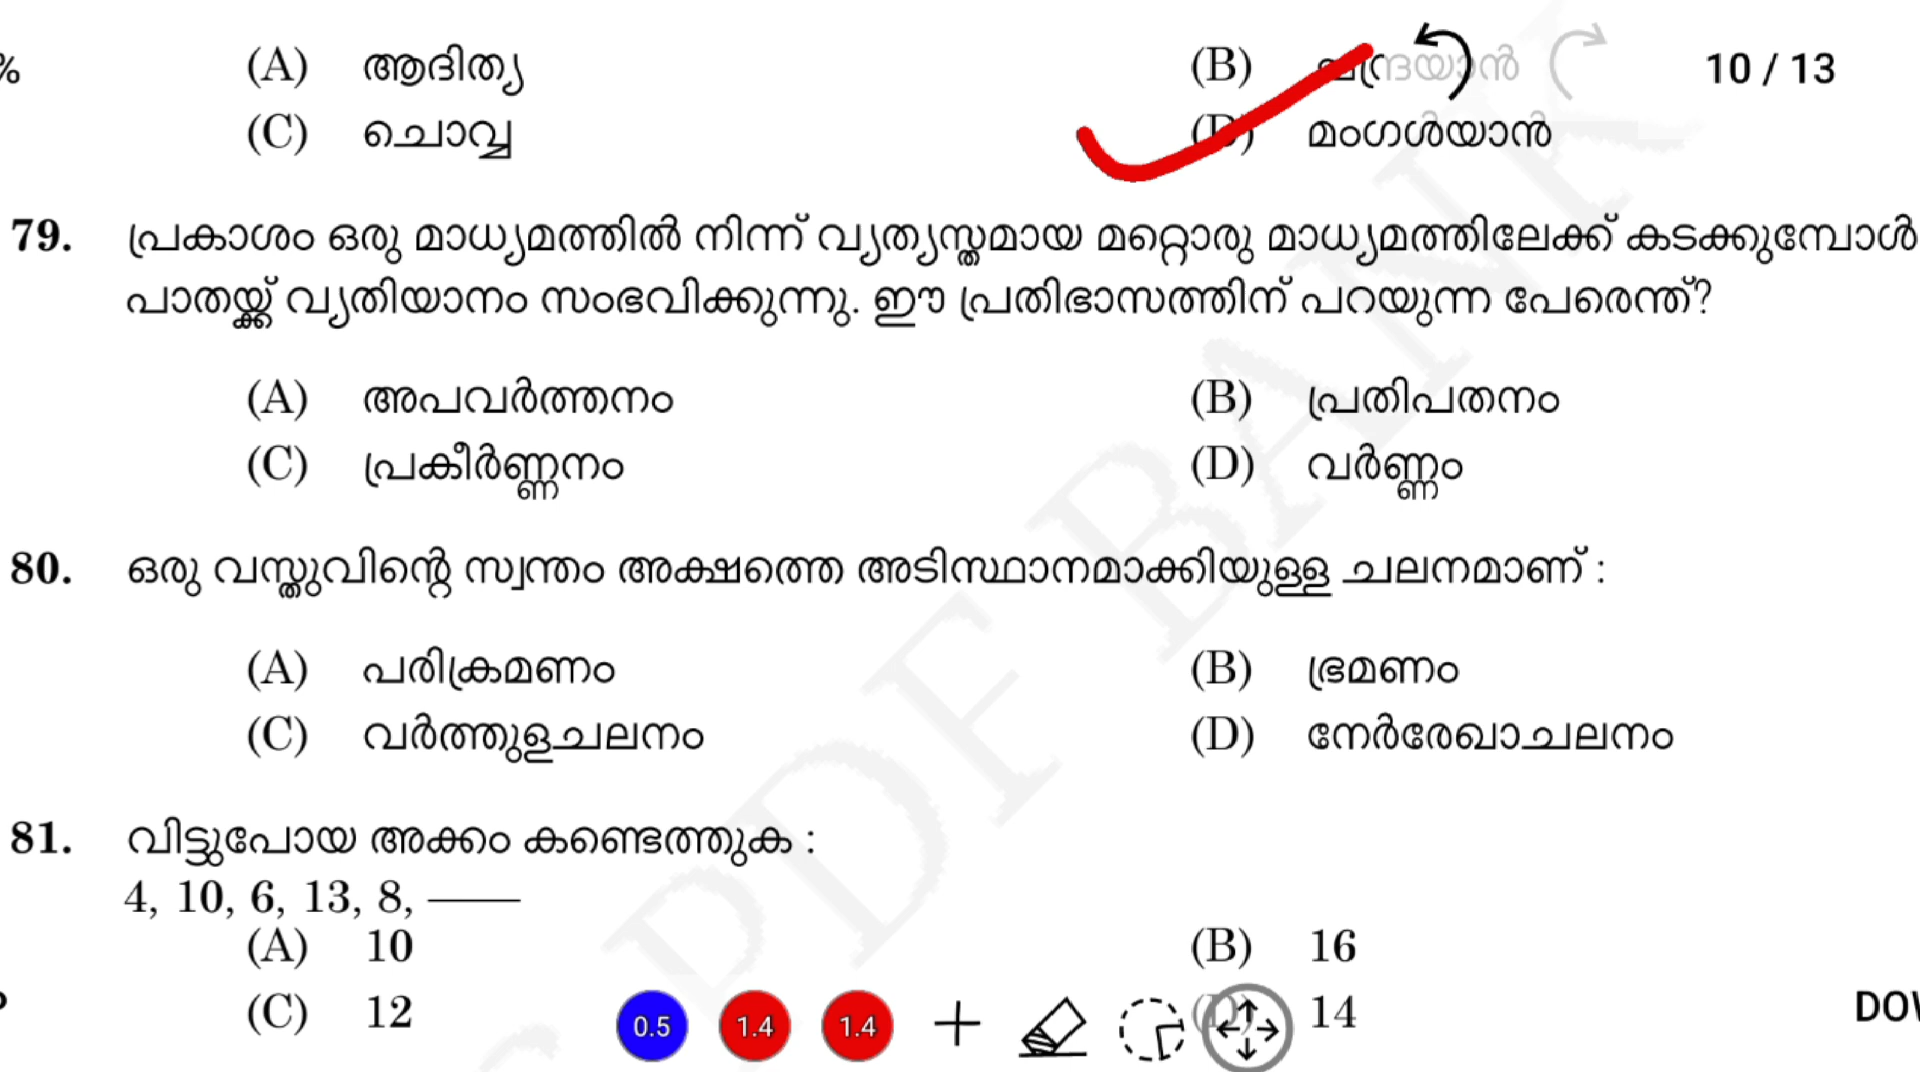 %
(A) ആദിത്യ (B)
10 / 13
(C) ചൊവ്വ (D) മംഗൾയാൻ
79. പ്രകാശം ഒരു മാധ്യമത്തിൽ നിന്ന് വ്യത്യസ്തമായ മറ്റൊരു മാധ്യമത്തിലേക്ക് കടക്കുമ്പോൾ
പാതയ്ക്ക് വ്യതിയാനം സംഭവിക്കുന്നു. ഈ പ്രതിഭാസത്തിന് പറയുന്ന പേരെന്ത്?
(A) അപവർത്തനം (B) പ്രതിപതനം
(C) പ്രകീർണ്ണനം (D) വർണ്ണം
80. ഒരു വസ്തുവിന്റെ സ്വന്തം അക്ഷത്തെ അടിസ്ഥാനമാക്കിയുള്ള ചലനമാണ് :
(A) പരിക്രമണം (B) ഭ്രമണം
(C) വർത്തുളചലനം (D) നേർരേഖാചലനം
81. വിട്ടുപോയ അക്കം കണ്ടെത്തുക :
4, 10, 6, 13, 8, ——
(A) 10 (B) 16
(C) 12 (D) 14
0.5 1.4 1.4
PDF BANK